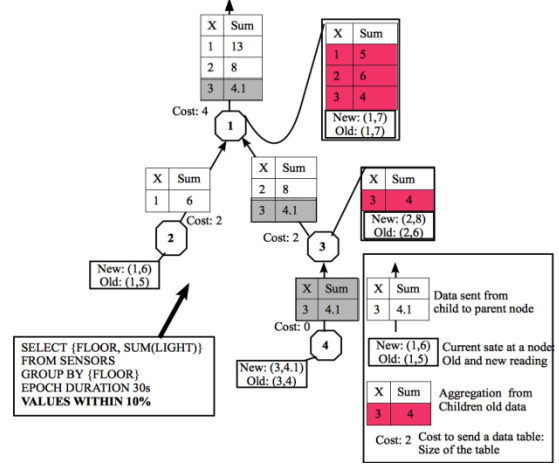 X Sum
1 13
2 8
3 4.1
Cost: 4
1
X Sum
1 5
2 6
3 4
New: (1,7)
Old: (1,7)
X Sum
1 6
Cost: 2
2
New: (1,6)
Old: (1,5)
X Sum
2 8
3 4.1
Cost: 2
3
X Sum
3 4
New: (2,8)
Old: (2,6)
X Sum
3 4.1
Cost: 0
4
New: (3,4.1)
Old: (3,4)
SELECT {FLOOR, SUM(LIGHT)}
FROM SENSORS
GROUP BY {FLOOR}
EPOCH DURATION 30s
VALUES WITHIN 10%
X Sum
3 4.1
Data sent from
child to parent node
New: (1,6)
Old: (1,5)
Current sate at a node:
Old and new reading
X Sum
3 4
Aggregation from
Children old data
Cost: 2
Cost to send a data table:
Size of the table